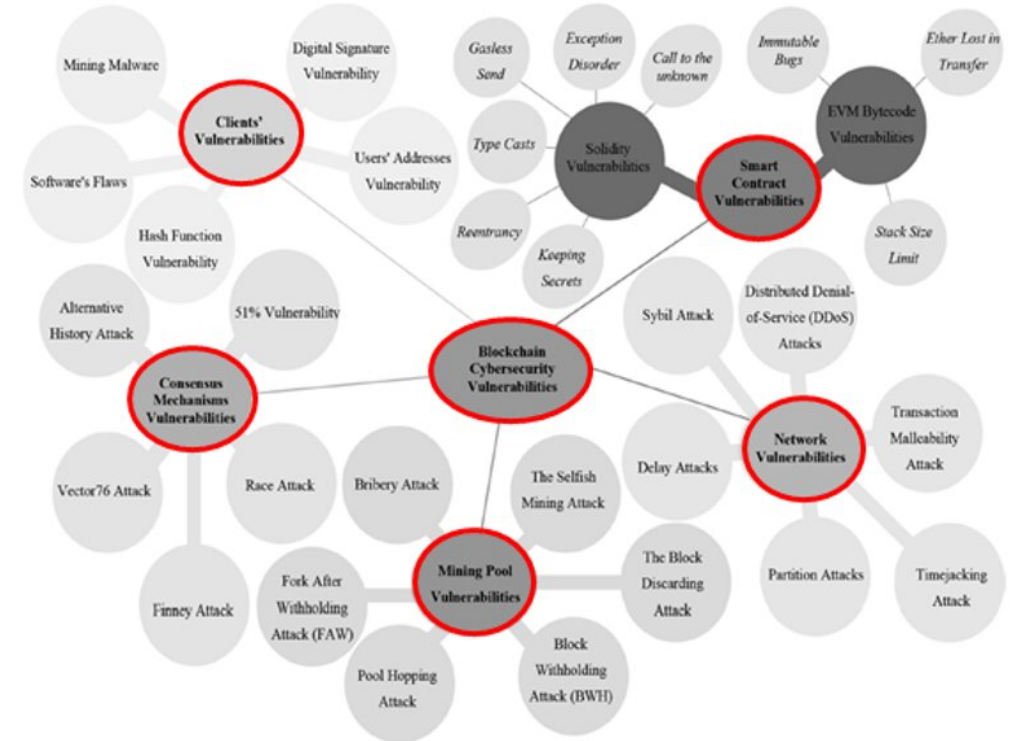 Mining Malware
Digital Signature
Vulnerability
Clients'
Vulnerabilities
Software's Flaws
Users' Addresses
Vulnerability
Hash Function
Vulnerability
Gasless
Send
Exception
Disorder
Call to the
unknown
Type Casts
Solidity
Vulnerabilities
Reentrancy
Keeping
Secrets
Immutable
Bugs
Ether Lost in
Transfer
EVM Bytecode
Vulnerabilities
Smart
Contract
Vulnerabilities
Stack Size
Limit
Alternative
History Attack
51% Vulnerability
Consensus
Mechanisms
Vulnerabilities
Vector76 Attack
Race Attack
Finney Attack
Blockchain
Cybersecurity
Vulnerabilities
Sybil Attack
Distributed Denial-
of-Service (DDoS)
Attacks
Network
Vulnerabilities
Transaction
Malleability
Attack
Delay Attacks
Partition Attacks
Timejacking
Attack
Bribery Attack
The Selfish
Mining Attack
Mining Pool
Vulnerabilities
Fork After
Withholding
Attack (FAW)
The Block
Discarding
Attack
Pool Hopping
Attack
Block
Withholding
Attack (BWH)